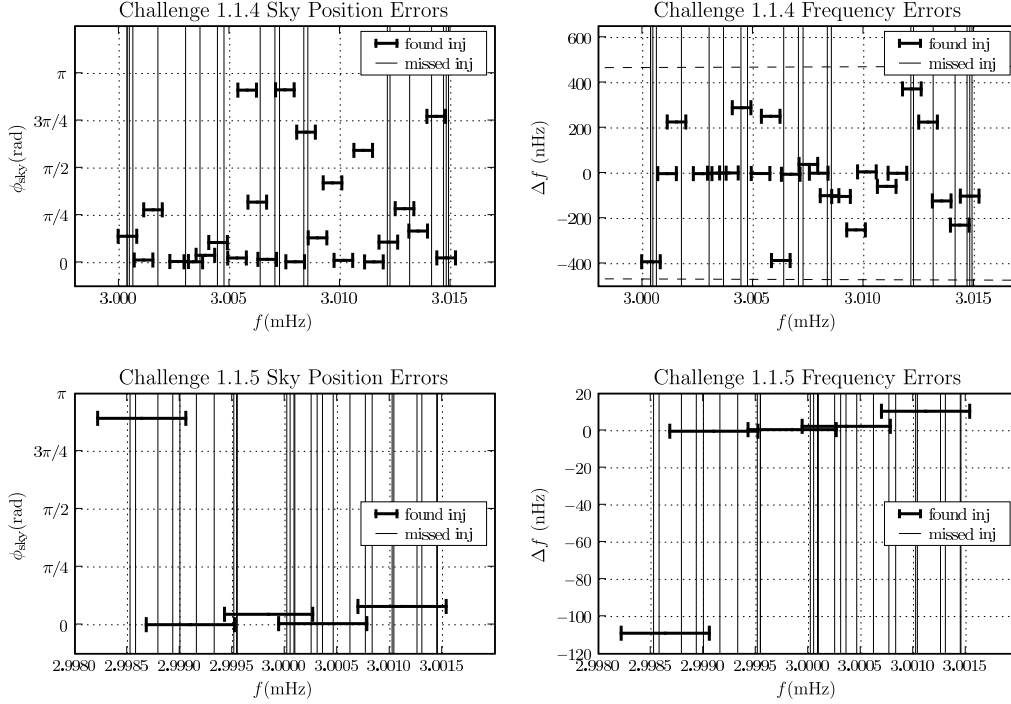 Challenge 1.1.4 Sky Position Errors
ϕsky(rad)
π
3π/4
π/2
π/4
0
found inj
missed inj
3.000
3.005
3.010
3.015
f(mHz)
Challenge 1.1.4 Frequency Errors
Δf (nHz)
600
400
200
0
−200
−400
found inj
missed inj
3.000
3.005
3.010
3.015
f(mHz)
Challenge 1.1.5 Sky Position Errors
ϕsky(rad)
π
3π/4
π/2
π/4
0
found inj
missed inj
2.9980
2.9985
2.9990
2.9995
3.0000
3.0005
3.0010
3.0015
f(mHz)
Challenge 1.1.5 Frequency Errors
Δf (nHz)
20
0
−20
−40
−60
−80
−100
−120
found inj
missed inj
2.9980
2.9985
2.9990
2.9995
3.0000
3.0005
3.0010
3.0015
f(mHz)